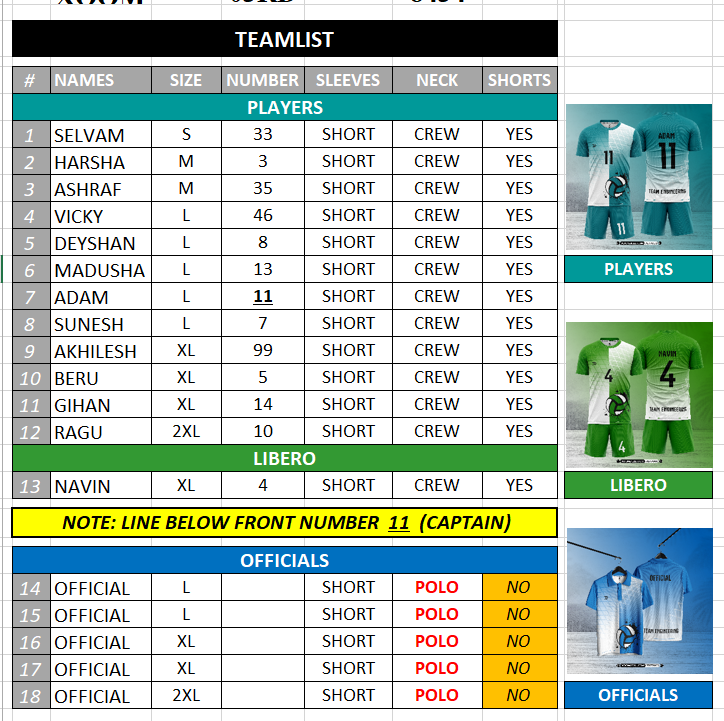 TEAMLIST
# NAMES SIZE NUMBER SLEEVES NECK SHORTS
PLAYERS
1 SELVAM S 33 SHORT CREW YES
2 HARSHA M 3 SHORT CREW YES
3 ASHRAF M 35 SHORT CREW YES
4 VICKY L 46 SHORT CREW YES
5 DEYSHAN L 8 SHORT CREW YES
6 MADUSHA L 13 SHORT CREW YES
7 ADAM L 11 SHORT CREW YES
8 SUNESH L 7 SHORT CREW YES
9 AKHILESH XL 99 SHORT CREW YES
10 BERU XL 5 SHORT CREW YES
11 GIHAN XL 14 SHORT CREW YES
12 RAGU 2XL 10 SHORT CREW YES
LIBERO
13 NAVIN XL 4 SHORT CREW YES
NOTE: LINE BELOW FRONT NUMBER 11 (CAPTAIN)
OFFICIALS
14 OFFICIAL L SHORT POLO NO
15 OFFICIAL L SHORT POLO NO
16 OFFICIAL XL SHORT POLO NO
17 OFFICIAL XL SHORT POLO NO
18 OFFICIAL 2XL SHORT POLO NO
ADAM
11
11
TEAM ENGINEERING
11
PLAYERS
NAVIN
4
4
TEAM ENGINEERING
4
LIBERO
OFFICIAL
TEAM ENGINEERING
OFFICIALS